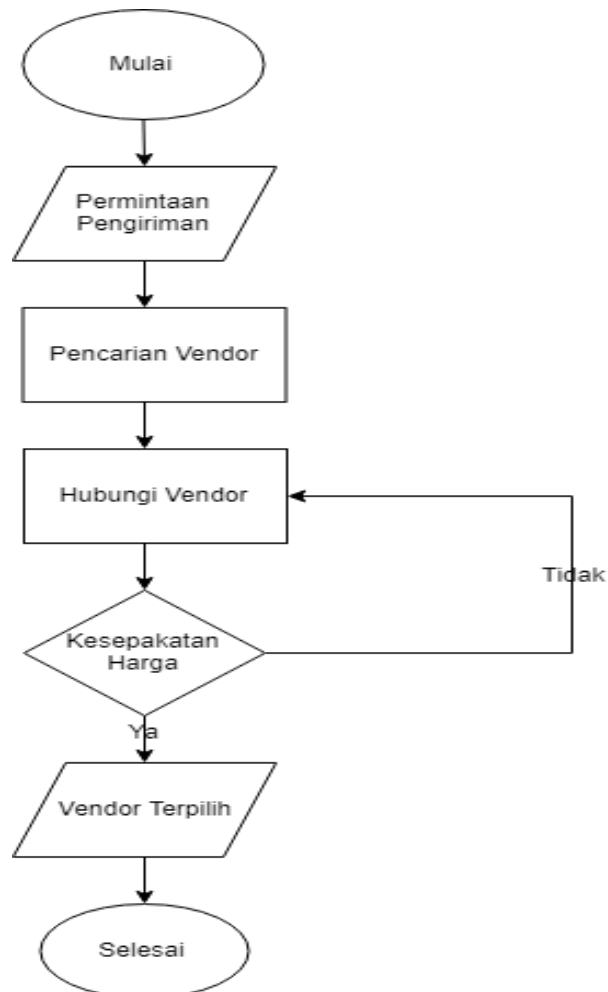 Mulai
Permintaan
Pengiriman
Pencarian Vendor
Hubungi Vendor
Tidak
Kesepakatan
Harga
Ya
Vendor Terpilih
Selesai